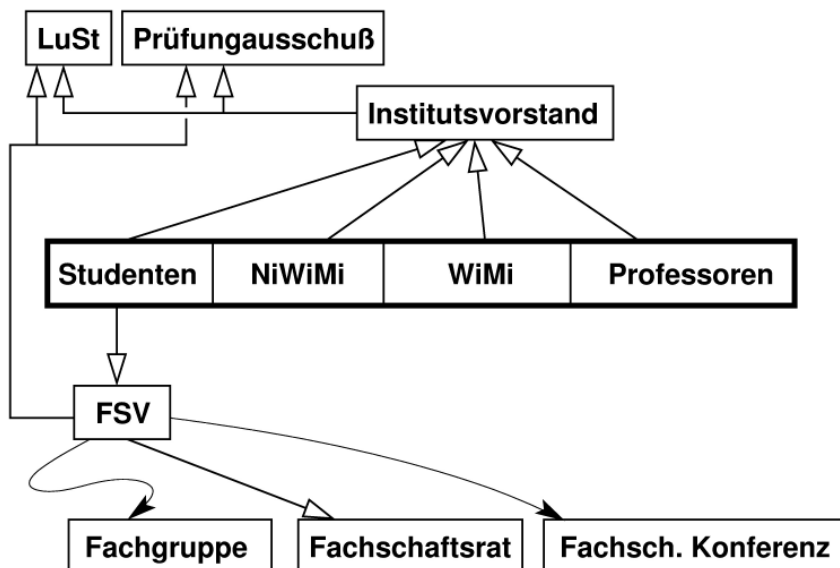 LuSt
Prüfungausschuß
Institutsvorstand
Studenten
NiWiMi
WiMi
Professoren
FSV
Fachgruppe
Fachschaftsrat
Fachsch. Konferenz